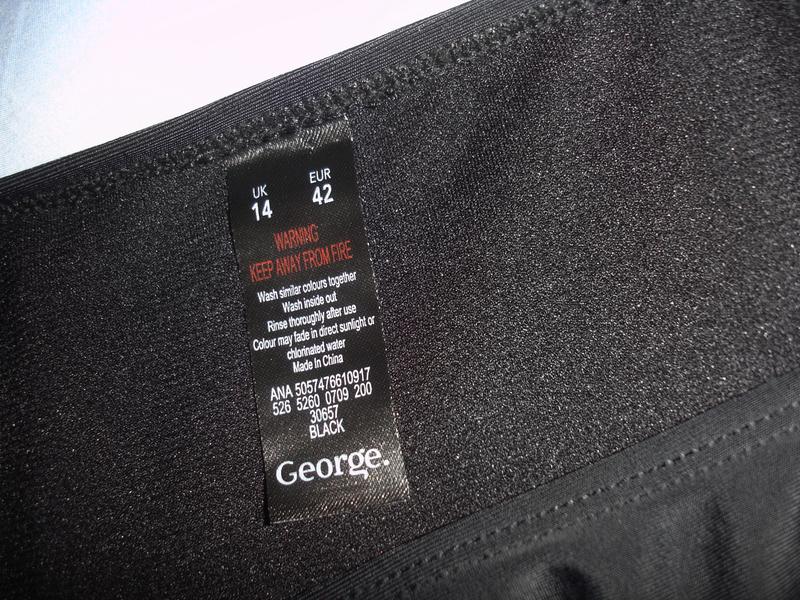 UK EUR
14 42
WARNING:
KEEP AWAY FROM FIRE
Wash similar colours together
Wash inside out
Rinse thoroughly after use
Colour may fade in direct sunlight or
chlorinated water
Made In China
ANA 5057476610917
526 5260 0709 200
30657
BLACK
George.